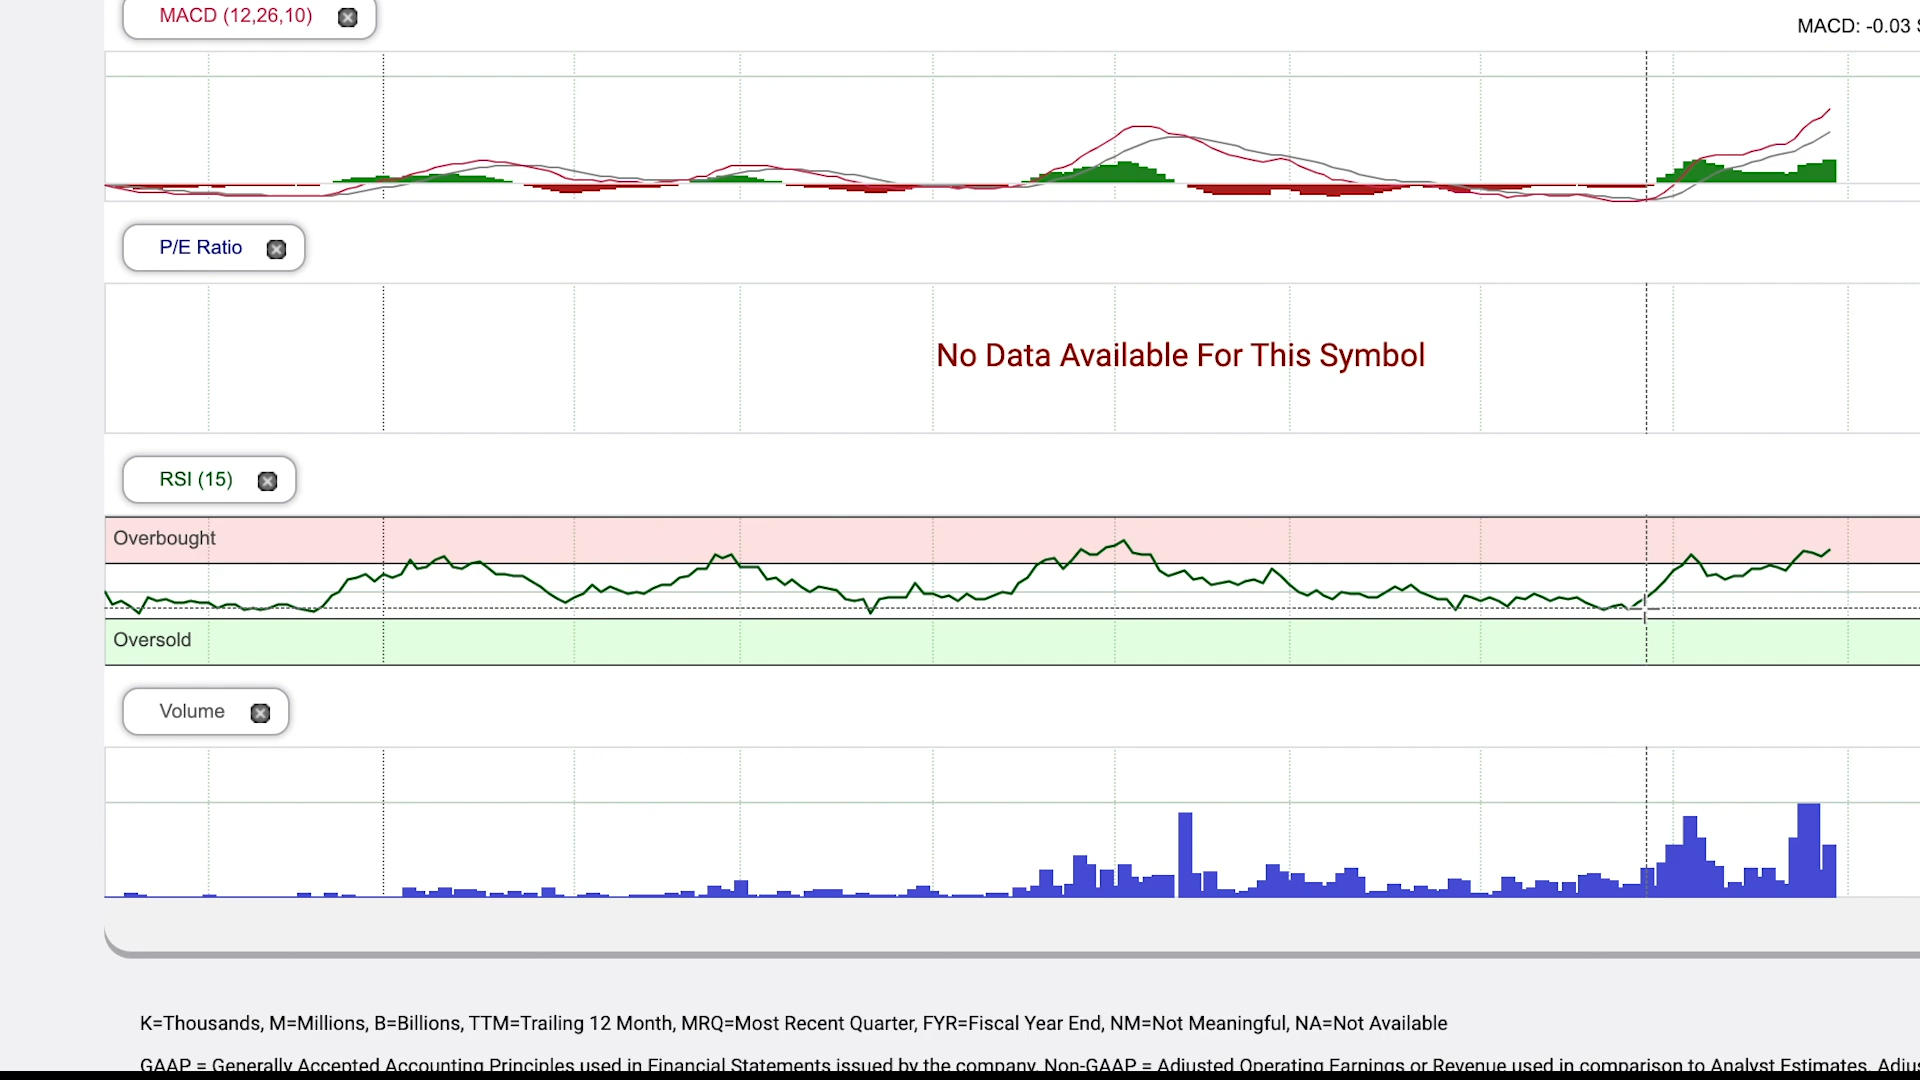 MACD (12,26,10)
MACD: -0.03
P/E Ratio
No Data Available For This Symbol
RSI (15)
Overbought
Oversold
Volume
K=Thousands, M=Millions, B=Billions, TTM=Trailing 12 Month, MRQ=Most Recent Quarter, FYR=Fiscal Year End, NM=Not Meaningful, NA=Not Available
GAAP = Generally Accepted Accounting Principles used in Financial Statements issued by the company. Non-GAAP = Adjusted Operating Earnings or Revenue used in comparison to Analyst Estimates.